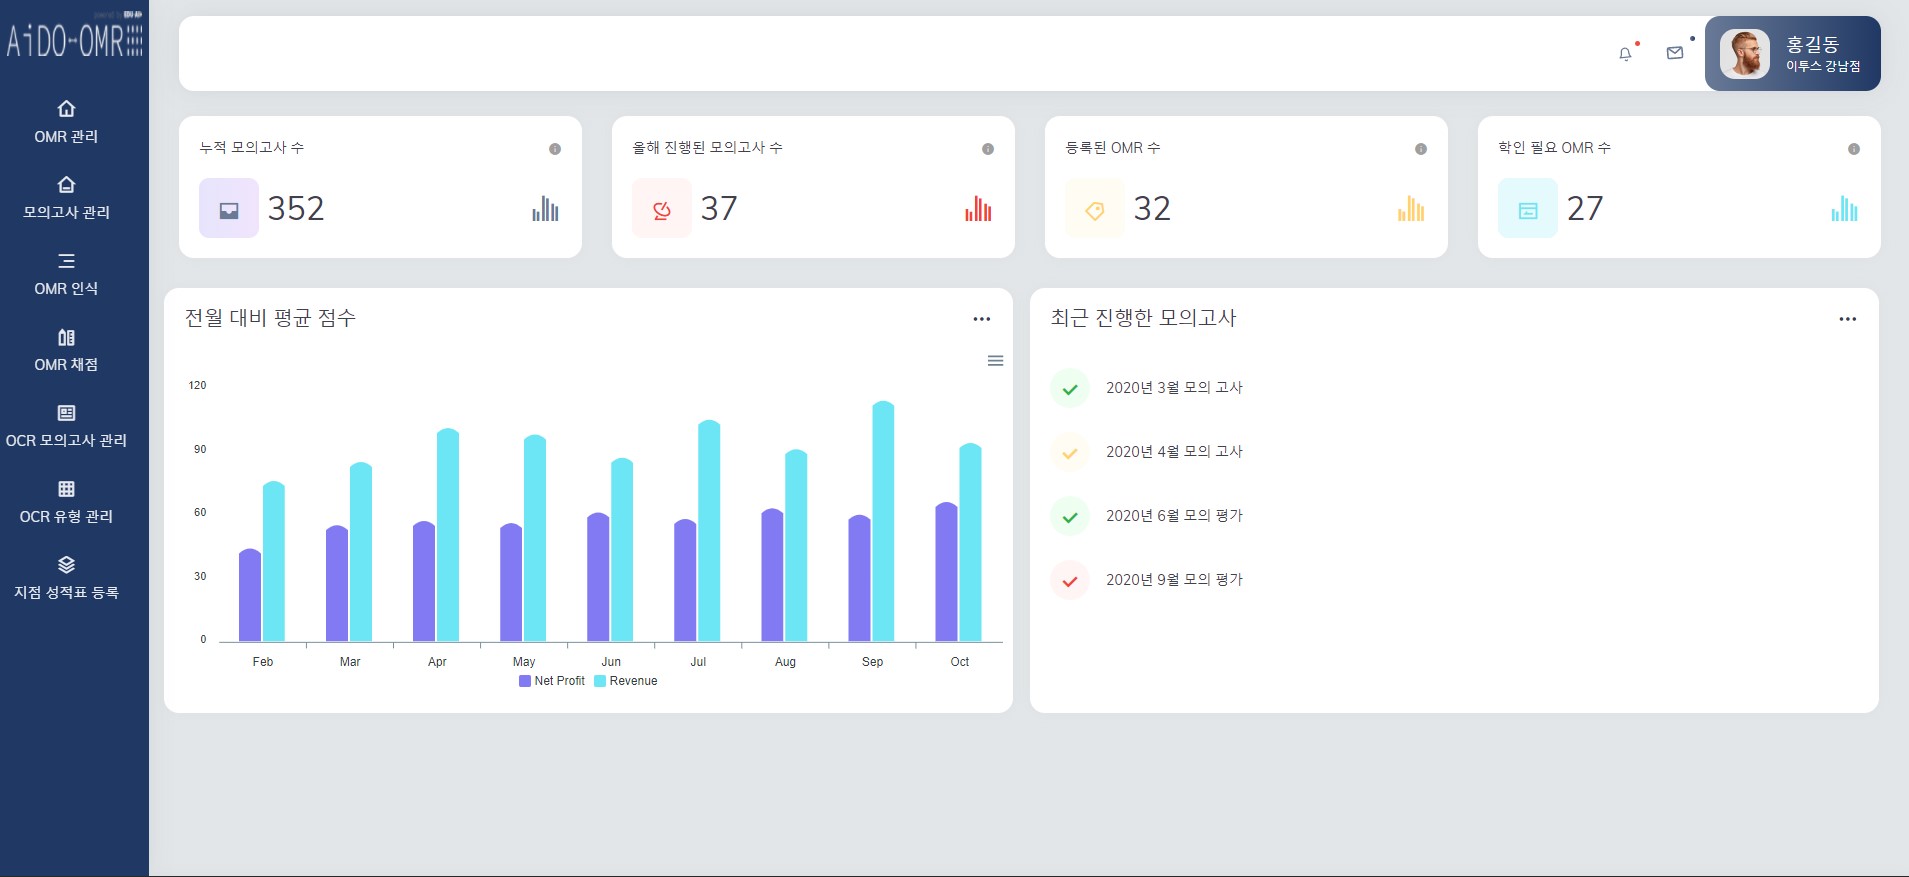 AiDO-OMR
OMR 관리
모의고사 관리
OMR 인식
OMR 채점
OCR 모의고사 관리
OCR 유형 관리
지점 성적표 등록
홍길동
이투스 강남점
누적 모의고사 수
352
올해 진행된 모의고사 수
37
등록된 OMR 수
32
학인 필요 OMR 수
27
전월 대비 평균 점수
120
90
60
30
0
Feb Mar Apr May Jun Jul Aug Sep Oct
Net Profit Revenue
최근 진행한 모의고사
2020년 3월 모의 고사
2020년 4월 모의 고사
2020년 6월 모의 평가
2020년 9월 모의 평가